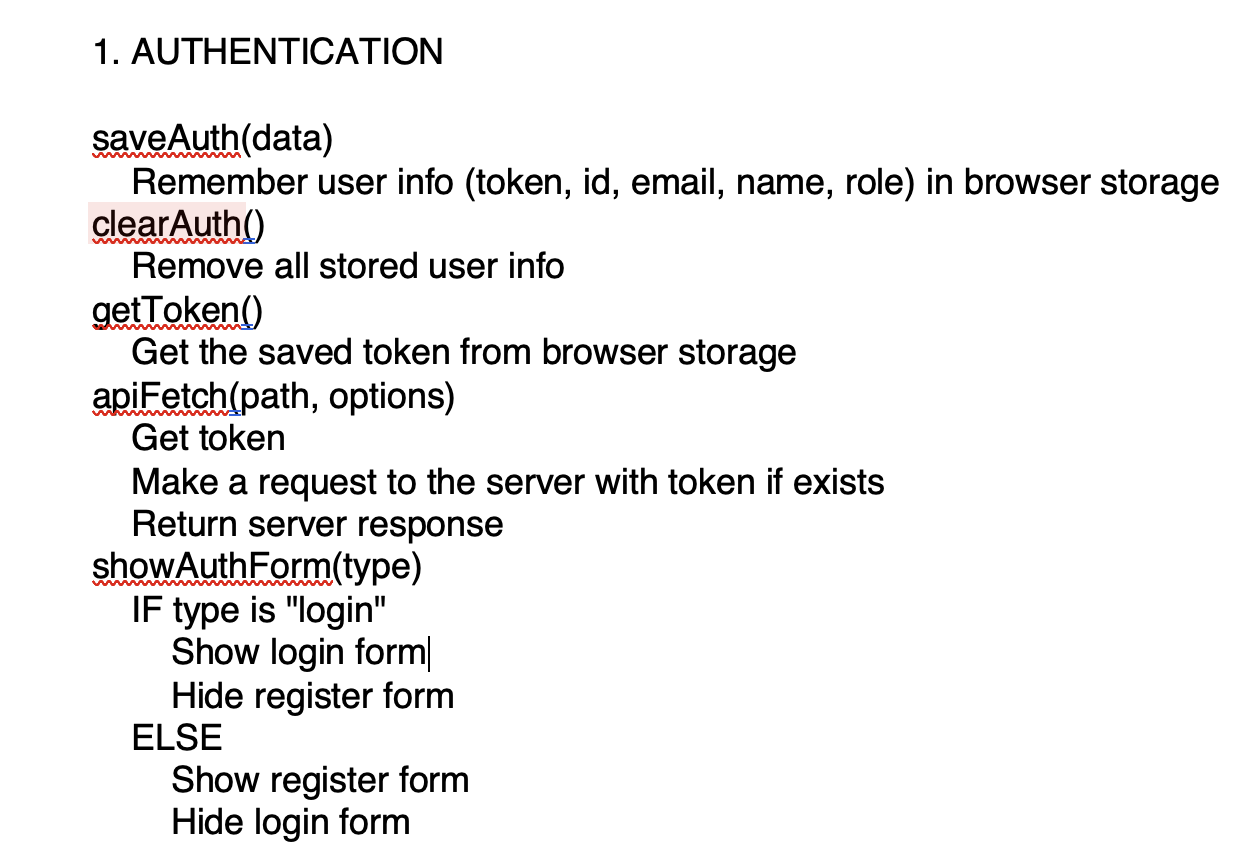 1. AUTHENTICATION
saveAuth(data)
Remember user info (token, id, email, name, role) in browser storage
clearAuth()
Remove all stored user info
getToken()
Get the saved token from browser storage
apiFetch(path, options)
Get token
Make a request to the server with token if exists
Return server response
showAuthForm(type)
IF type is "login"
Show login form
Hide register form
ELSE
Show register form
Hide login form